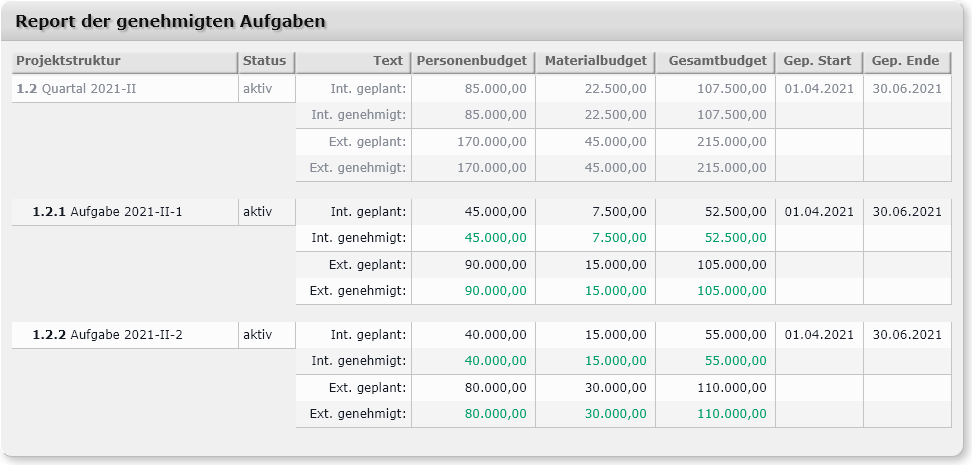 Report der genehmigten Aufgaben
Projektstruktur Status Text Personenbudget Materialbudget Gesamtbudget Gep. Start Gep. Ende
1.2 Quartal 2021-II aktiv Int. geplant: 85.000,00 22.500,00 107.500,00 01.04.2021 30.06.2021
Int. genehmigt: 85.000,00 22.500,00 107.500,00
Ext. geplant: 170.000,00 45.000,00 215.000,00
Ext. genehmigt: 170.000,00 45.000,00 215.000,00
1.2.1 Aufgabe 2021-II-1 aktiv Int. geplant: 45.000,00 7.500,00 52.500,00 01.04.2021 30.06.2021
Int. genehmigt: 45.000,00 7.500,00 52.500,00
Ext. geplant: 90.000,00 15.000,00 105.000,00
Ext. genehmigt: 90.000,00 15.000,00 105.000,00
1.2.2 Aufgabe 2021-II-2 aktiv Int. geplant: 40.000,00 15.000,00 55.000,00 01.04.2021 30.06.2021
Int. genehmigt: 40.000,00 15.000,00 55.000,00
Ext. geplant: 80.000,00 30.000,00 110.000,00
Ext. genehmigt: 80.000,00 30.000,00 110.000,00